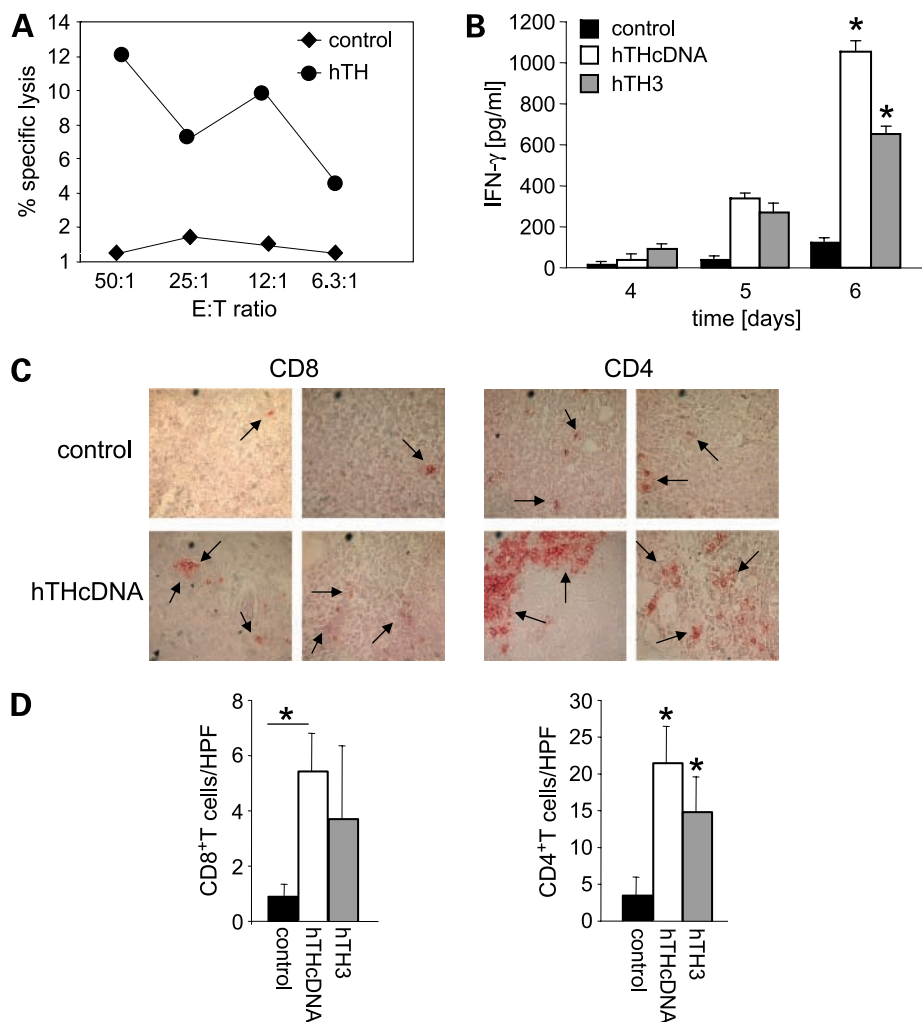 A
14
12
10
8
6
4
2
1
% specific lysis
control
hTH
50:1 25:1 12:1 6.3:1
E:T ratio
B
1200
1000
800
600
400
200
0
IFN-γ [pg/ml]
control
hTHcDNA
hTH3
*
*
4 5 6
time [days]
C
CD8 CD4
control
hTHcDNA
D
8
6
4
2
0
CD8+T cells/HPF
*
control
hTHcDNA
hTH3
30
25
20
15
10
5
0
CD4+T cells/HPF
*
*
control
hTHcDNA
hTH3